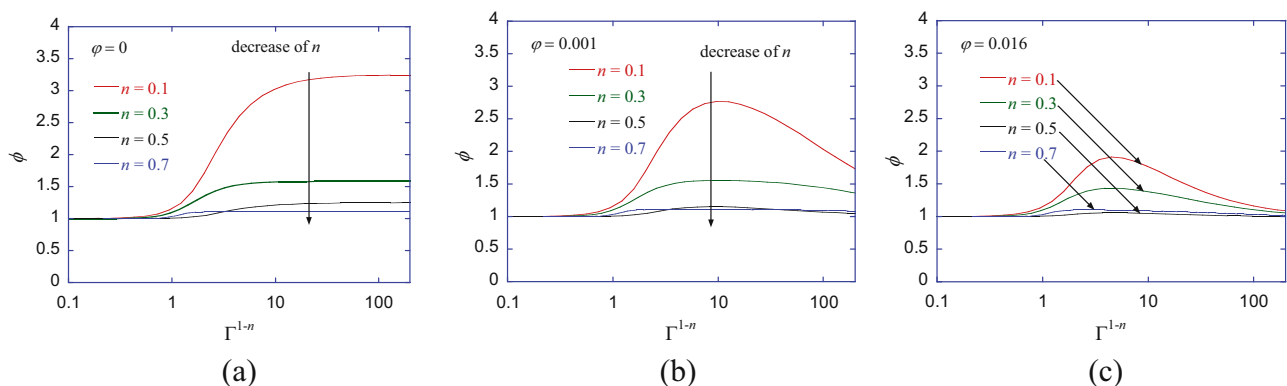 4
3.5
3
2.5
2
1.5
1
0.5
0
ϕ
φ = 0
decrease of n
n = 0.1
n = 0.3
n = 0.5
n = 0.7
0.1 1 10 100
Γ^{1-n}
(a)
4
3.5
3
2.5
2
1.5
1
0.5
0
ϕ
φ = 0.001
decrease of n
n = 0.1
n = 0.3
n = 0.5
n = 0.7
0.1 1 10 100
Γ^{1-n}
(b)
4
3.5
3
2.5
2
1.5
1
0.5
0
ϕ
φ = 0.016
n = 0.1
n = 0.3
n = 0.5
n = 0.7
0.1 1 10 100
Γ^{1-n}
(c)